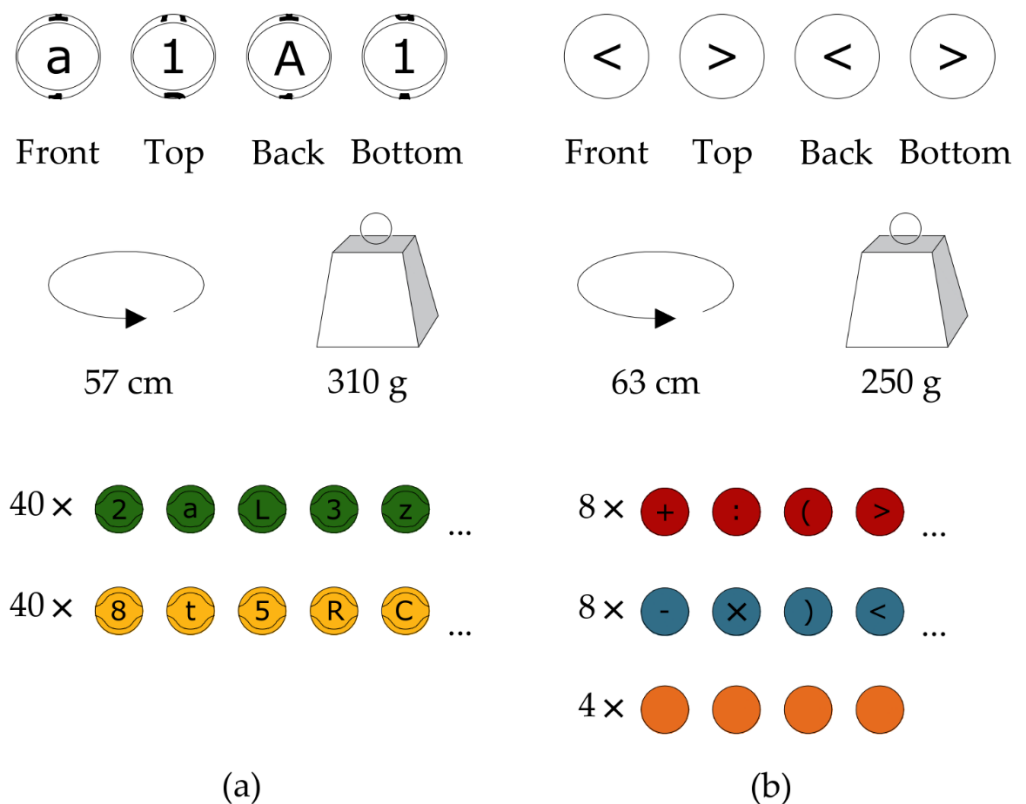 a 1 A 1 < > < >
Front Top Back Bottom Front Top Back Bottom
57 cm 310 g 63 cm 250 g
40 × 2 a L 3 z ... 8 × + : ( > ...
40 × 8 t 5 R C ... 8 × - × ) < ...
4 ×
(a) (b)